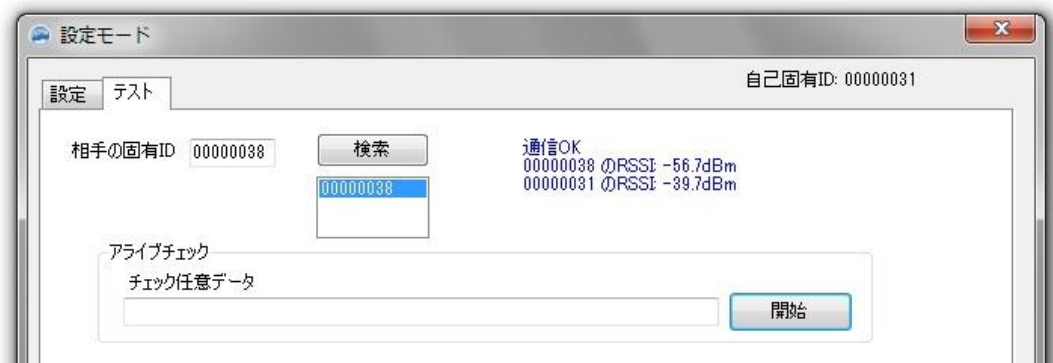 設定モード
自己固有ID: 00000031
設定 テスト
相手の固有ID 00000038 検索
通信OK
00000038 のRSSI: -56.7dBm
00000031 のRSSI: -39.7dBm
00000038
アライブチェック
チェック任意データ
開始